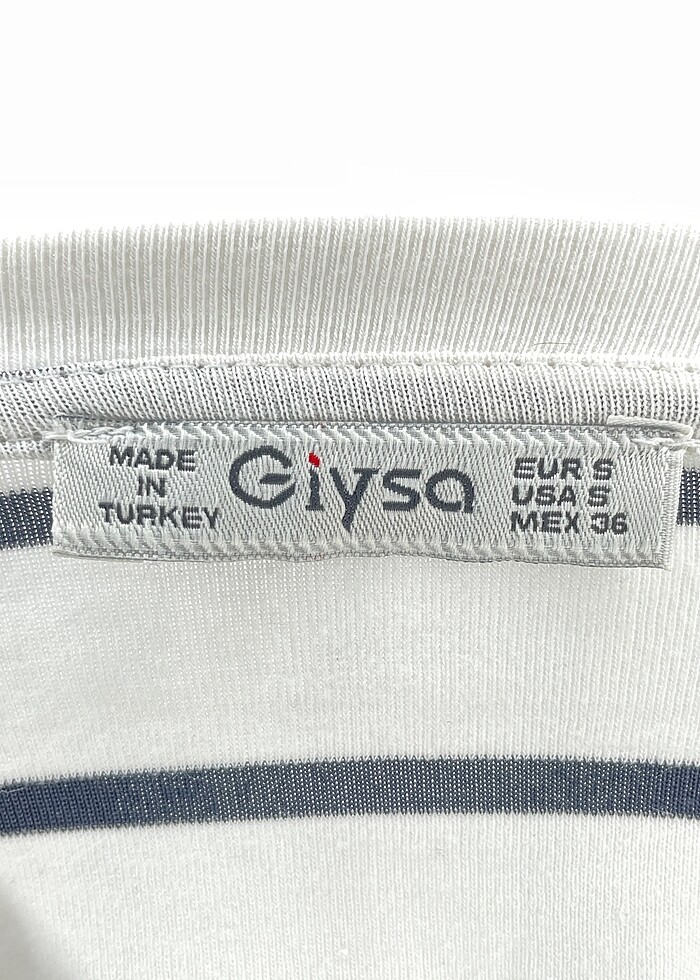 MADE
IN
TURKEY
Giysa
EUR S
USA S
MEX 36